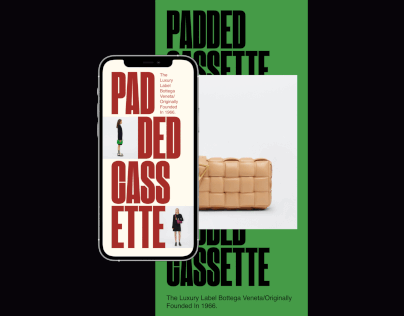 PADDED
CASSETTE
PAD
DED
CASS
ETTE
The
Luxury
Label
Bottega
Veneta/
Originally
Founded
In 1966.
PADDED
CASSETTE
The Luxury Label Bottega Veneta/Originally
Founded In 1966.